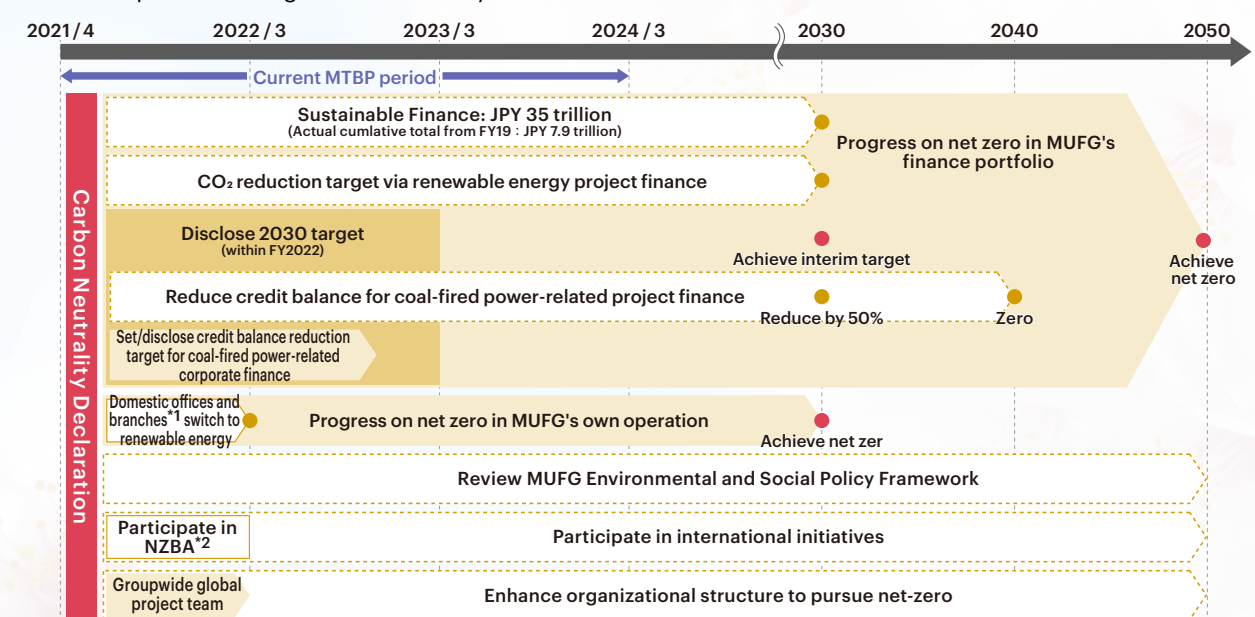 2021 / 4
2022 / 3
2023 / 3
2024 / 3
2030
2040
2050
Current MTBP period
Carbon Neutrality Declaration
Sustainable Finance: JPY 35 trillion
(Actual cumlative total from FY19 : JPY 7.9 trillion)
Progress on net zero in MUFG's
finance portfolio
CO₂ reduction target via renewable energy project finance
Disclose 2030 target
(within FY2022)
Achieve interim target
Achieve
net zero
Reduce credit balance for coal-fired power-related project finance
Reduce by 50%
Zero
Set/disclose credit balance reduction
target for coal-fired power-related
corporate finance
Domestic offices and
branches*1 switch to
renewable energy
Progress on net zero in MUFG's own operation
Achieve net zer
Review MUFG Environmental and Social Policy Framework
Participate in
NZBA*2
Participate in international initiatives
Groupwide global
project team
Enhance organizational structure to pursue net-zero